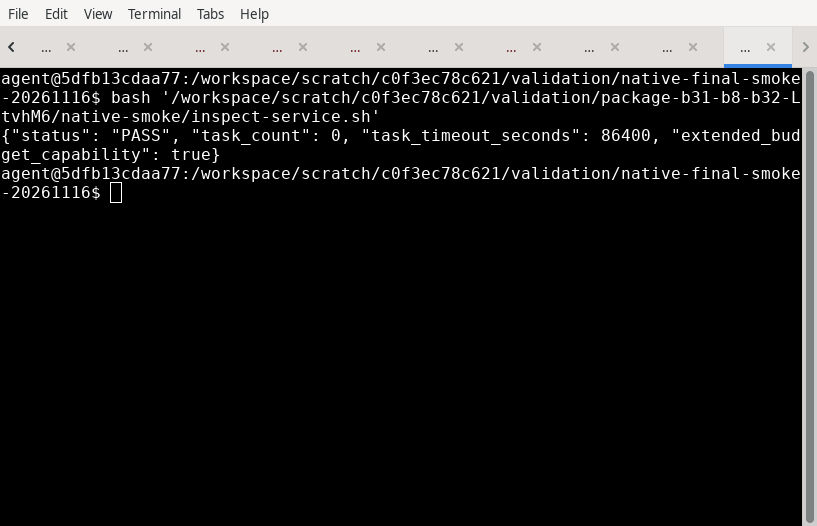 File Edit View Terminal Tabs Help
... ... ... ... ... ... ... ... ... ...
agent@5dfb13cdaa77:/workspace/scratch/c0f3ec78c621/validation/native-final-smoke
-20261116$ bash '/workspace/scratch/c0f3ec78c621/validation/package-b31-b8-b32-L
tvhM6/native-smoke/inspect-service.sh'
{"status": "PASS", "task_count": 0, "task_timeout_seconds": 86400, "extended_bud
get_capability": true}
agent@5dfb13cdaa77:/workspace/scratch/c0f3ec78c621/validation/native-final-smoke
-20261116$